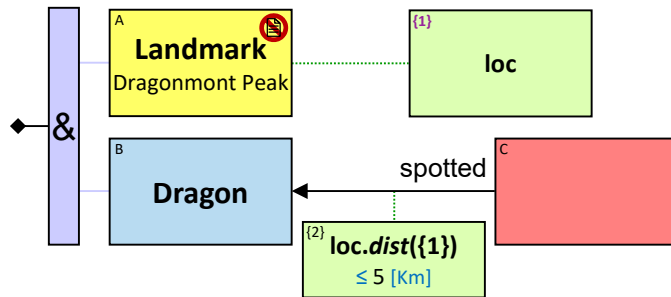 A
Landmark
Dragonmont Peak
{1}
loc
&
B
Dragon
spotted
C
{2}
loc.dist({1})
≤ 5 [Km]